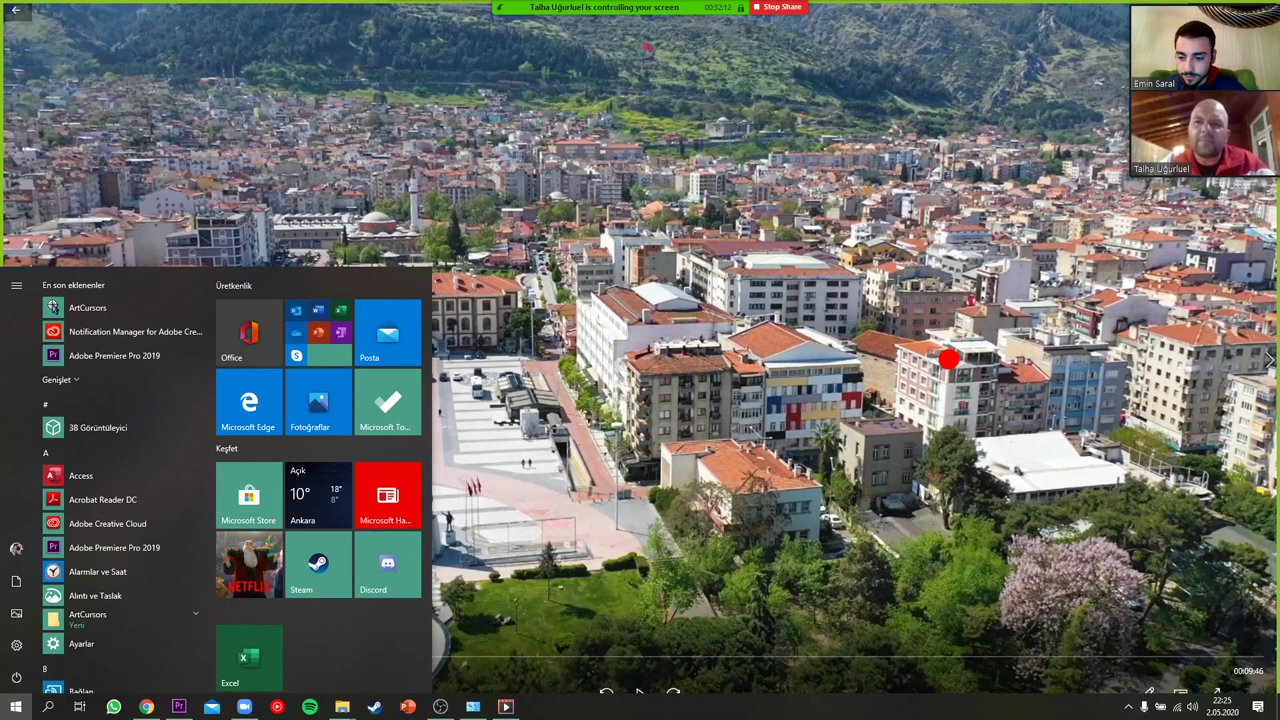 Talha Uğurluel is controlling your screen
00:32:12
Stop Share
Emin Saral
Talha Uğurluel
En son eklenenler
ArtCursors
Notification Manager for Adobe Cre...
Adobe Premiere Pro 2019
Genişlet
#
3B Görüntüleyici
A
Access
Acrobat Reader DC
Adobe Creative Cloud
Adobe Premiere Pro 2019
Alarmlar ve Saat
Alıntı ve Taslak
ArtCursors
Yeni
Ayarlar
B
Bağlan
Üretkenlik
Office
Posta
Microsoft Edge
Fotoğraflar
Microsoft To...
Keşfet
Microsoft Store
Açık
10°
18°
8°
Ankara
Microsoft Ha...
NETFLIX
Steam
Discord
Excel
00:09:46
22:25
2.05.2020